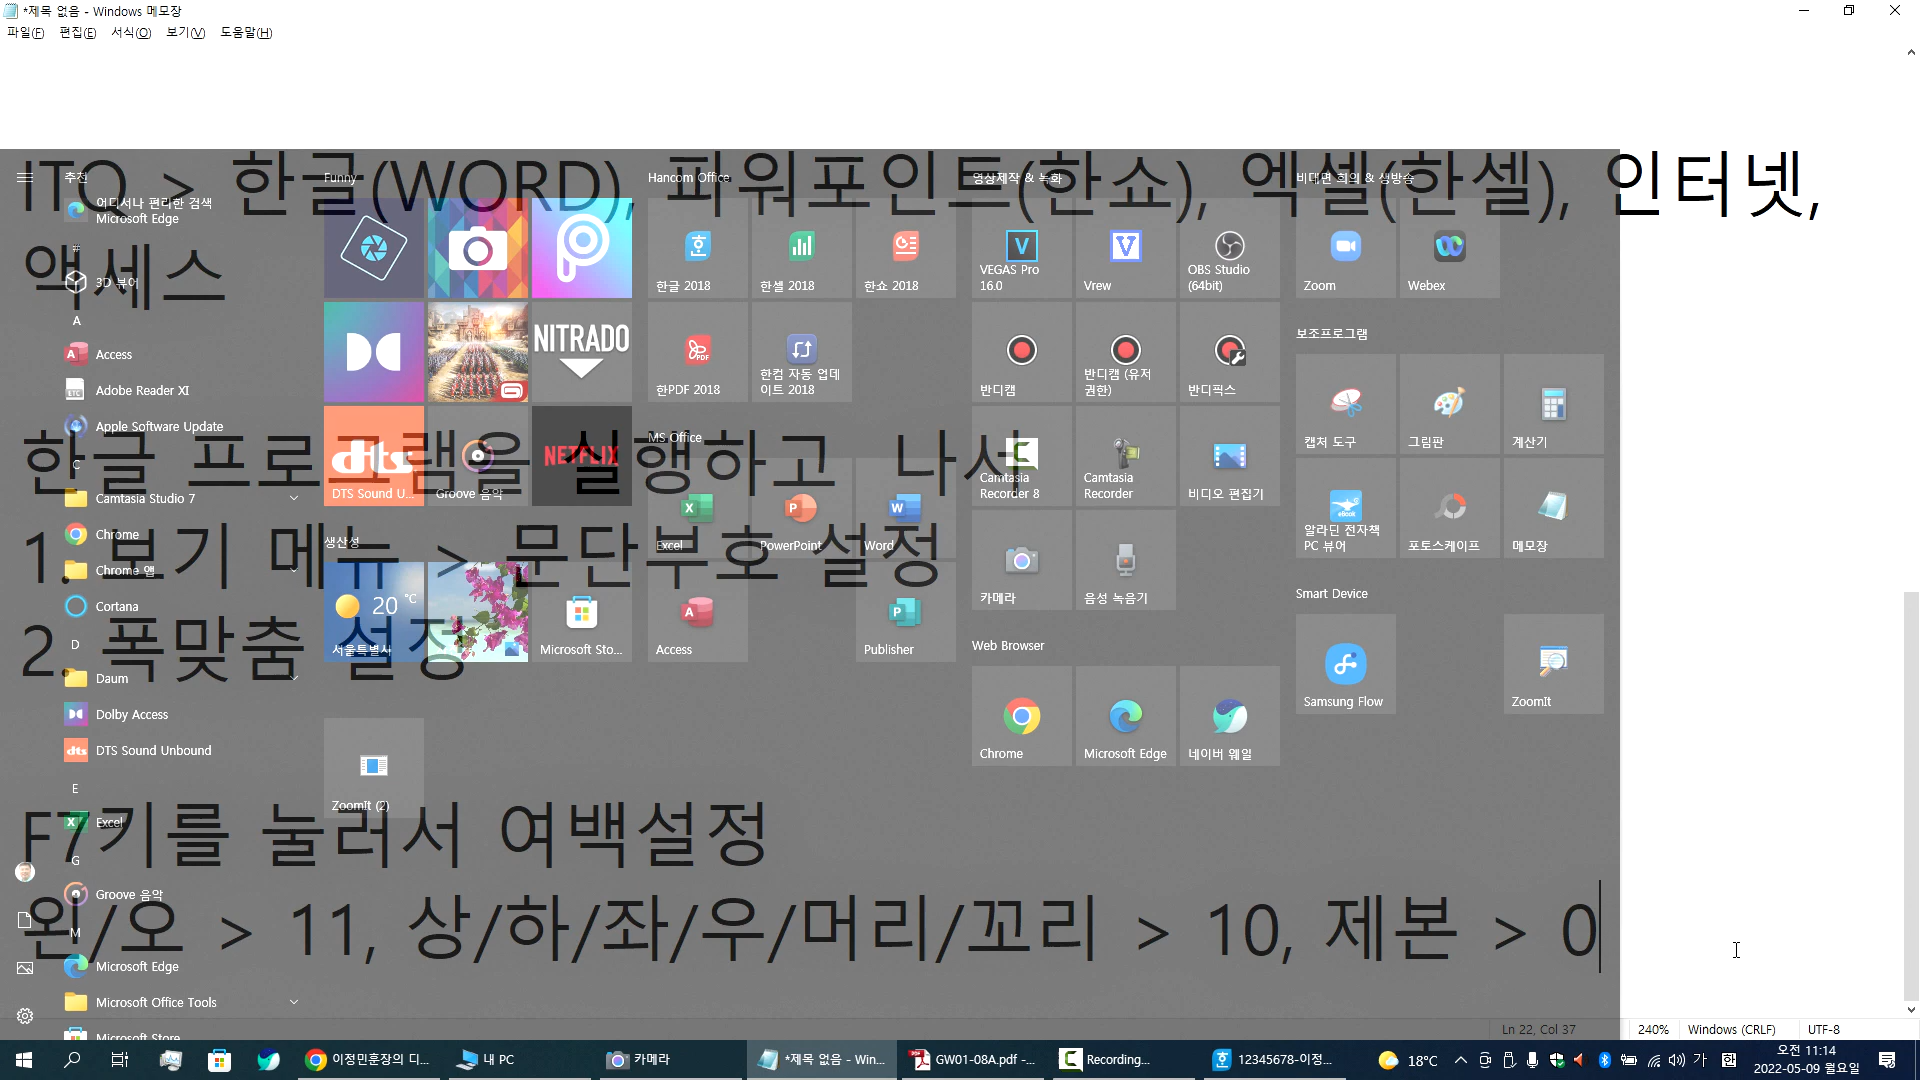 *제목 없음 - Windows 메모장
파일(F) 편집(E) 서식(O) 보기(V) 도움말(H)
ITQ > 한글(WORD), 파워포인트(한쇼), 엑셀(한셀), 인터넷,
액세스
한글 프로그램을 실행하고 나서
1. 보기 메뉴 > 문단부호 설정
2. 폭맞춤 설정
F7키를 눌러서 여백설정
왼/오 > 11, 상/하/좌/우/머리/꼬리 > 10, 제본 > 0
추천
어디서나 편리한 검색
Microsoft Edge
#
3D 뷰어
A
Access
Adobe Reader XI
Apple Software Update
C
Camtasia Studio 7
Chrome
Chrome 앱
Cortana
D
Daum
Dolby Access
DTS Sound Unbound
E
Excel
G
Groove 음악
M
Microsoft Edge
Microsoft Office Tools
Microsoft Store
Funny
NITRADO
dts
DTS Sound U...
Groove 음악
NETFLIX
생산성
20 °C
서울특별시
Microsoft Sto...
ZoomIt (2)
Hancom Office
한글 2018
한셀 2018
한쇼 2018
한PDF 2018
한컴 자동 업데
이트 2018
MS Office
Excel
PowerPoint
Word
Access
Publisher
영상제작 & 녹화
VEGAS Pro
16.0
Vrew
OBS Studio
(64bit)
반디캠
반디캠 (유저
권한)
반디픽스
Camtasia
Recorder 8
Camtasia
Recorder
비디오 편집기
카메라
음성 녹음기
Web Browser
Chrome
Microsoft Edge
네이버 웨일
비대면 회의 & 생방송
Zoom
Webex
보조프로그램
캡처 도구
그림판
계산기
알라딘 전자책
PC 뷰어
포토스케이프
메모장
Smart Device
Samsung Flow
ZoomIt
Ln 22, Col 37 240% Windows (CRLF) UTF-8
이정민훈장의 디...
내 PC
카메라
*제목 없음 - Win...
GW01-08A.pdf -...
Recording...
12345678-이정...
18°C
가
한
오전 11:14
2022-05-09 월요일